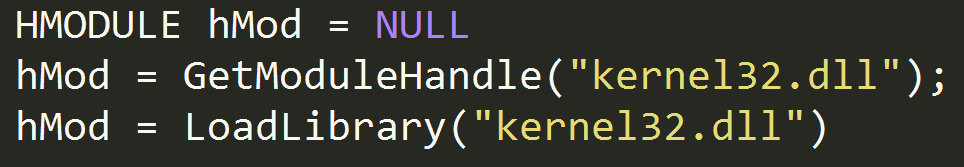 HMODULE hMod = NULL
hMod = GetModuleHandle("kernel32.dll");
hMod = LoadLibrary("kernel32.dll")